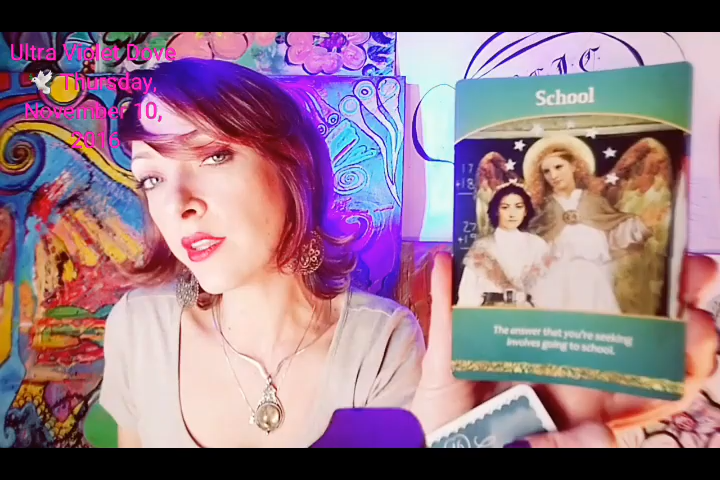 Ultra Violet Dove
🕊 Thursday,
November 10,
2016
School
The answer that you're seeking
involves going to school.